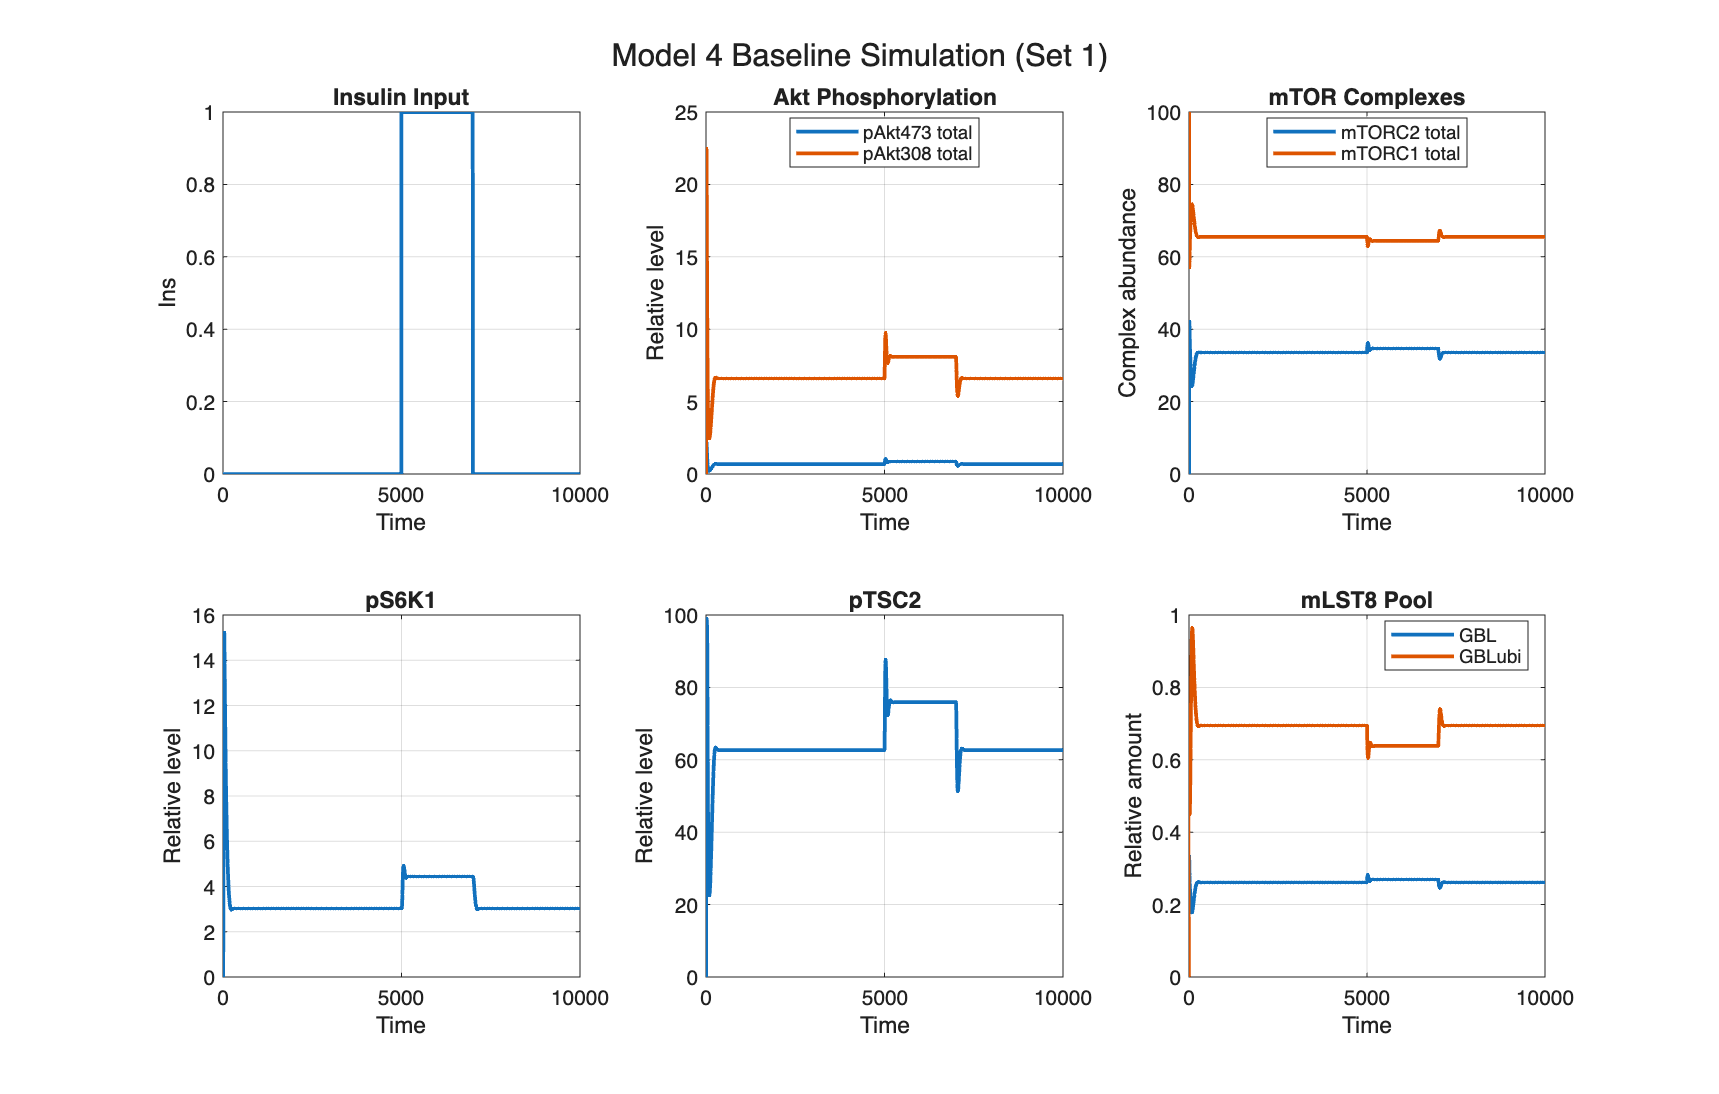 Model 4 Baseline Simulation (Set 1)
Insulin Input
Ins
1
0.8
0.6
0.4
0.2
0
0 5000 10000
Time
Akt Phosphorylation
pAkt473 total
pAkt308 total
Relative level
25
20
15
10
5
0
0 5000 10000
Time
mTOR Complexes
mTORC2 total
mTORC1 total
Complex abundance
100
80
60
40
20
0
0 5000 10000
Time
pS6K1
Relative level
16
14
12
10
8
6
4
2
0
0 5000 10000
Time
pTSC2
Relative level
100
80
60
40
20
0
0 5000 10000
Time
mLST8 Pool
GBL
GBLubi
Relative amount
1
0.8
0.6
0.4
0.2
0
0 5000 10000
Time